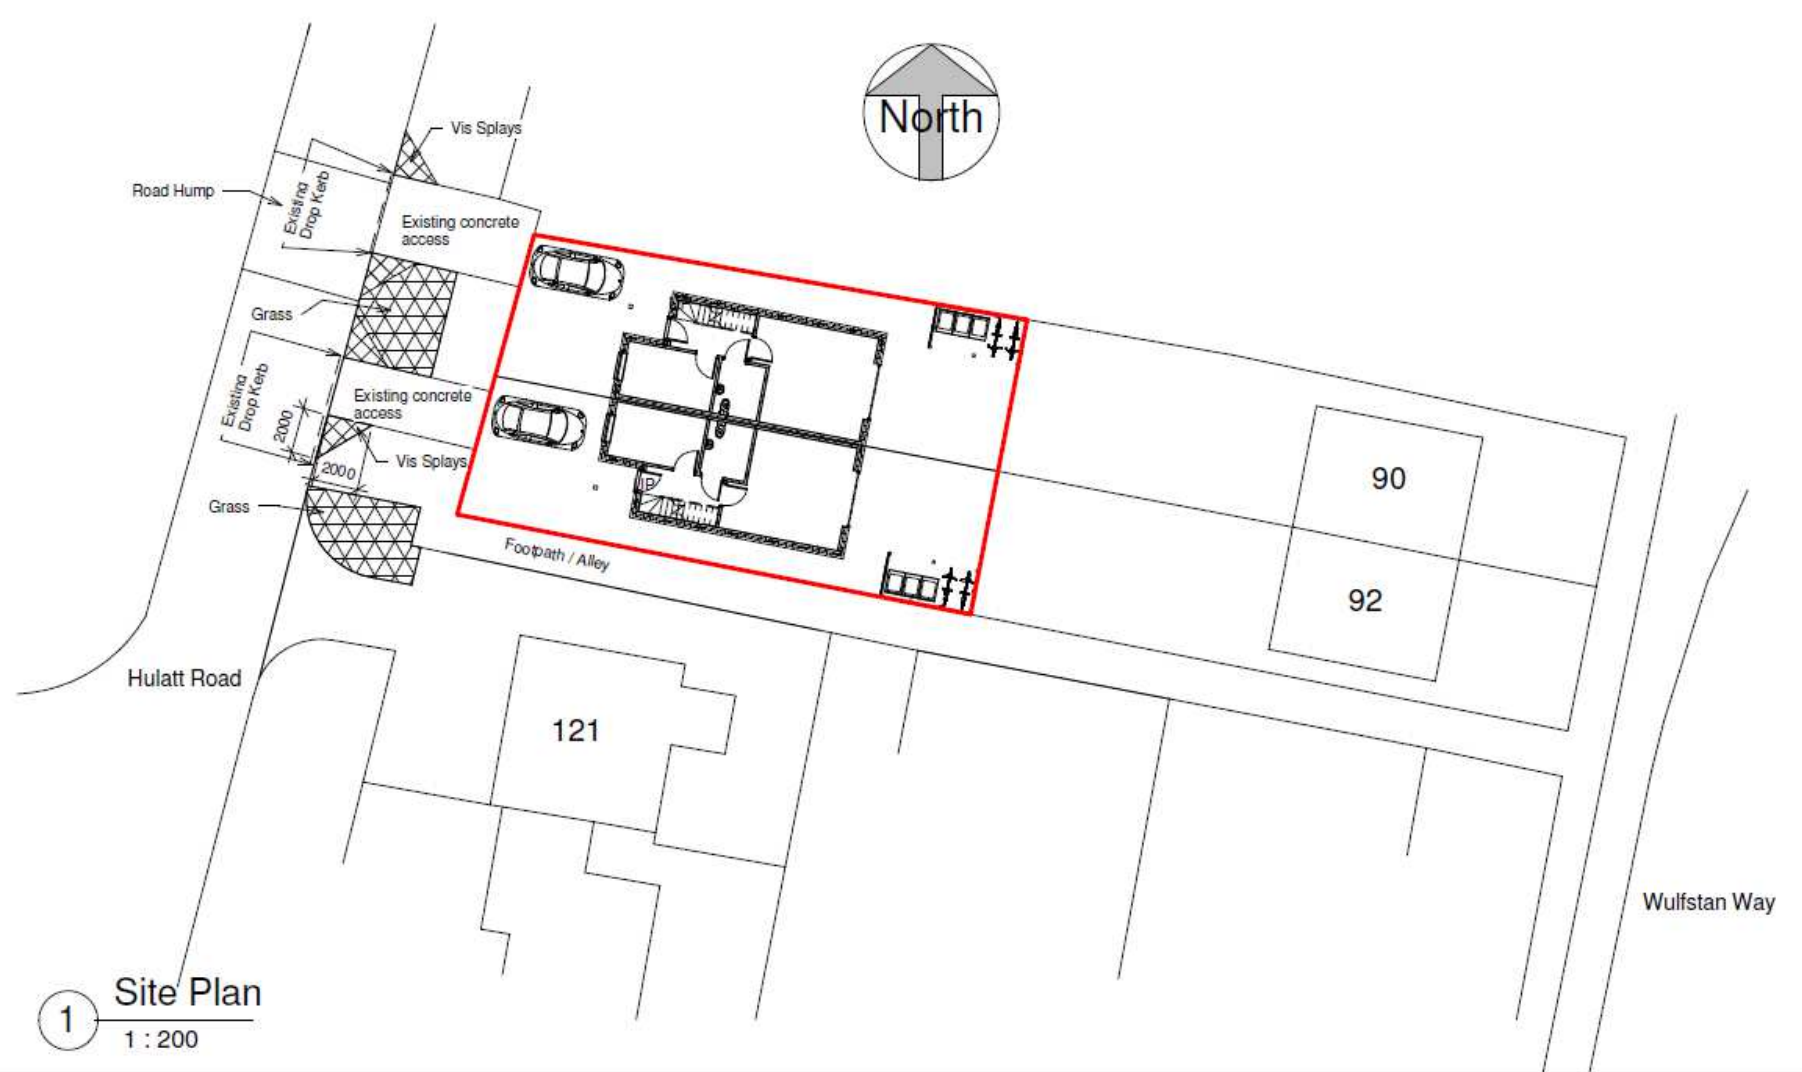 North
Vis Splays
Road Hump
Existing
Drop Kerb
Existing concrete
access
Grass
Existing
Drop Kerb
2000
Existing concrete
access
2000
Vis Splays
Grass
Footpath / Alley
90
92
Hulatt Road
121
Wulfstan Way
1
Site Plan
1 : 200